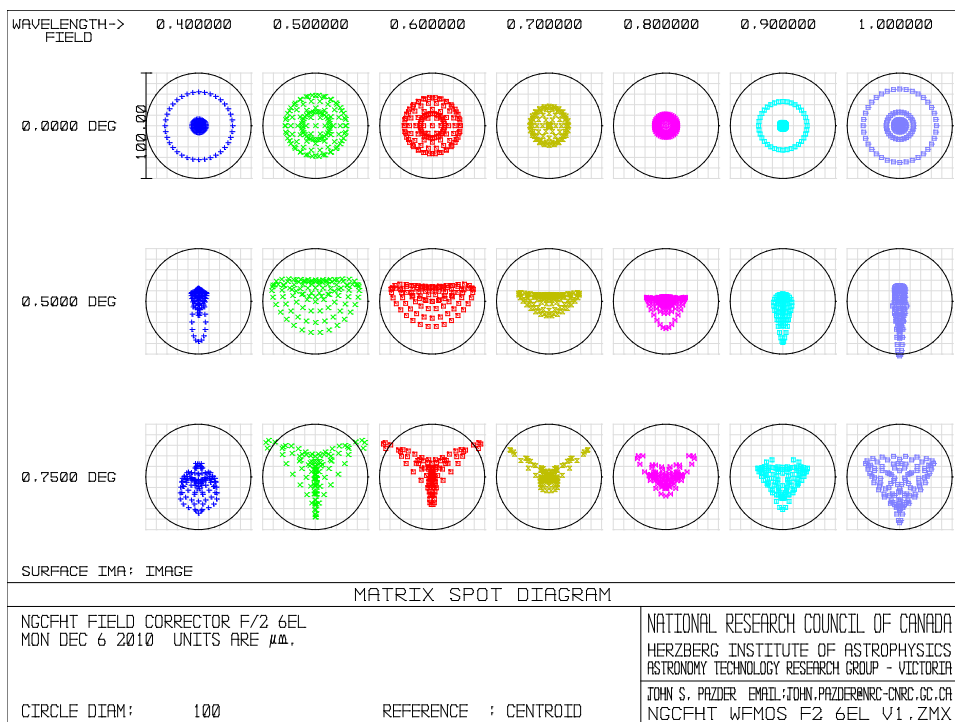 WAVELENGTH-> 0.400000 0.500000 0.600000 0.700000 0.800000 0.900000 1.000000
FIELD
0.0000 DEG
100.00
0.5000 DEG
0.7500 DEG
SURFACE IMA: IMAGE
MATRIX SPOT DIAGRAM
NGCFHT FIELD CORRECTOR F/2 6EL
MON DEC 6 2010 UNITS ARE µm.
CIRCLE DIAM: 100 REFERENCE : CENTROID
NATIONAL RESEARCH COUNCIL OF CANADA
HERZBERG INSTITUTE OF ASTROPHYSICS
ASTRONOMY TECHNOLOGY RESEARCH GROUP - VICTORIA
JOHN S. PAZDER EMAIL:JOHN.PAZDER@NRC-CNRC.GC.CA
NGCFHT WFMOS F2 6EL V1.ZMX